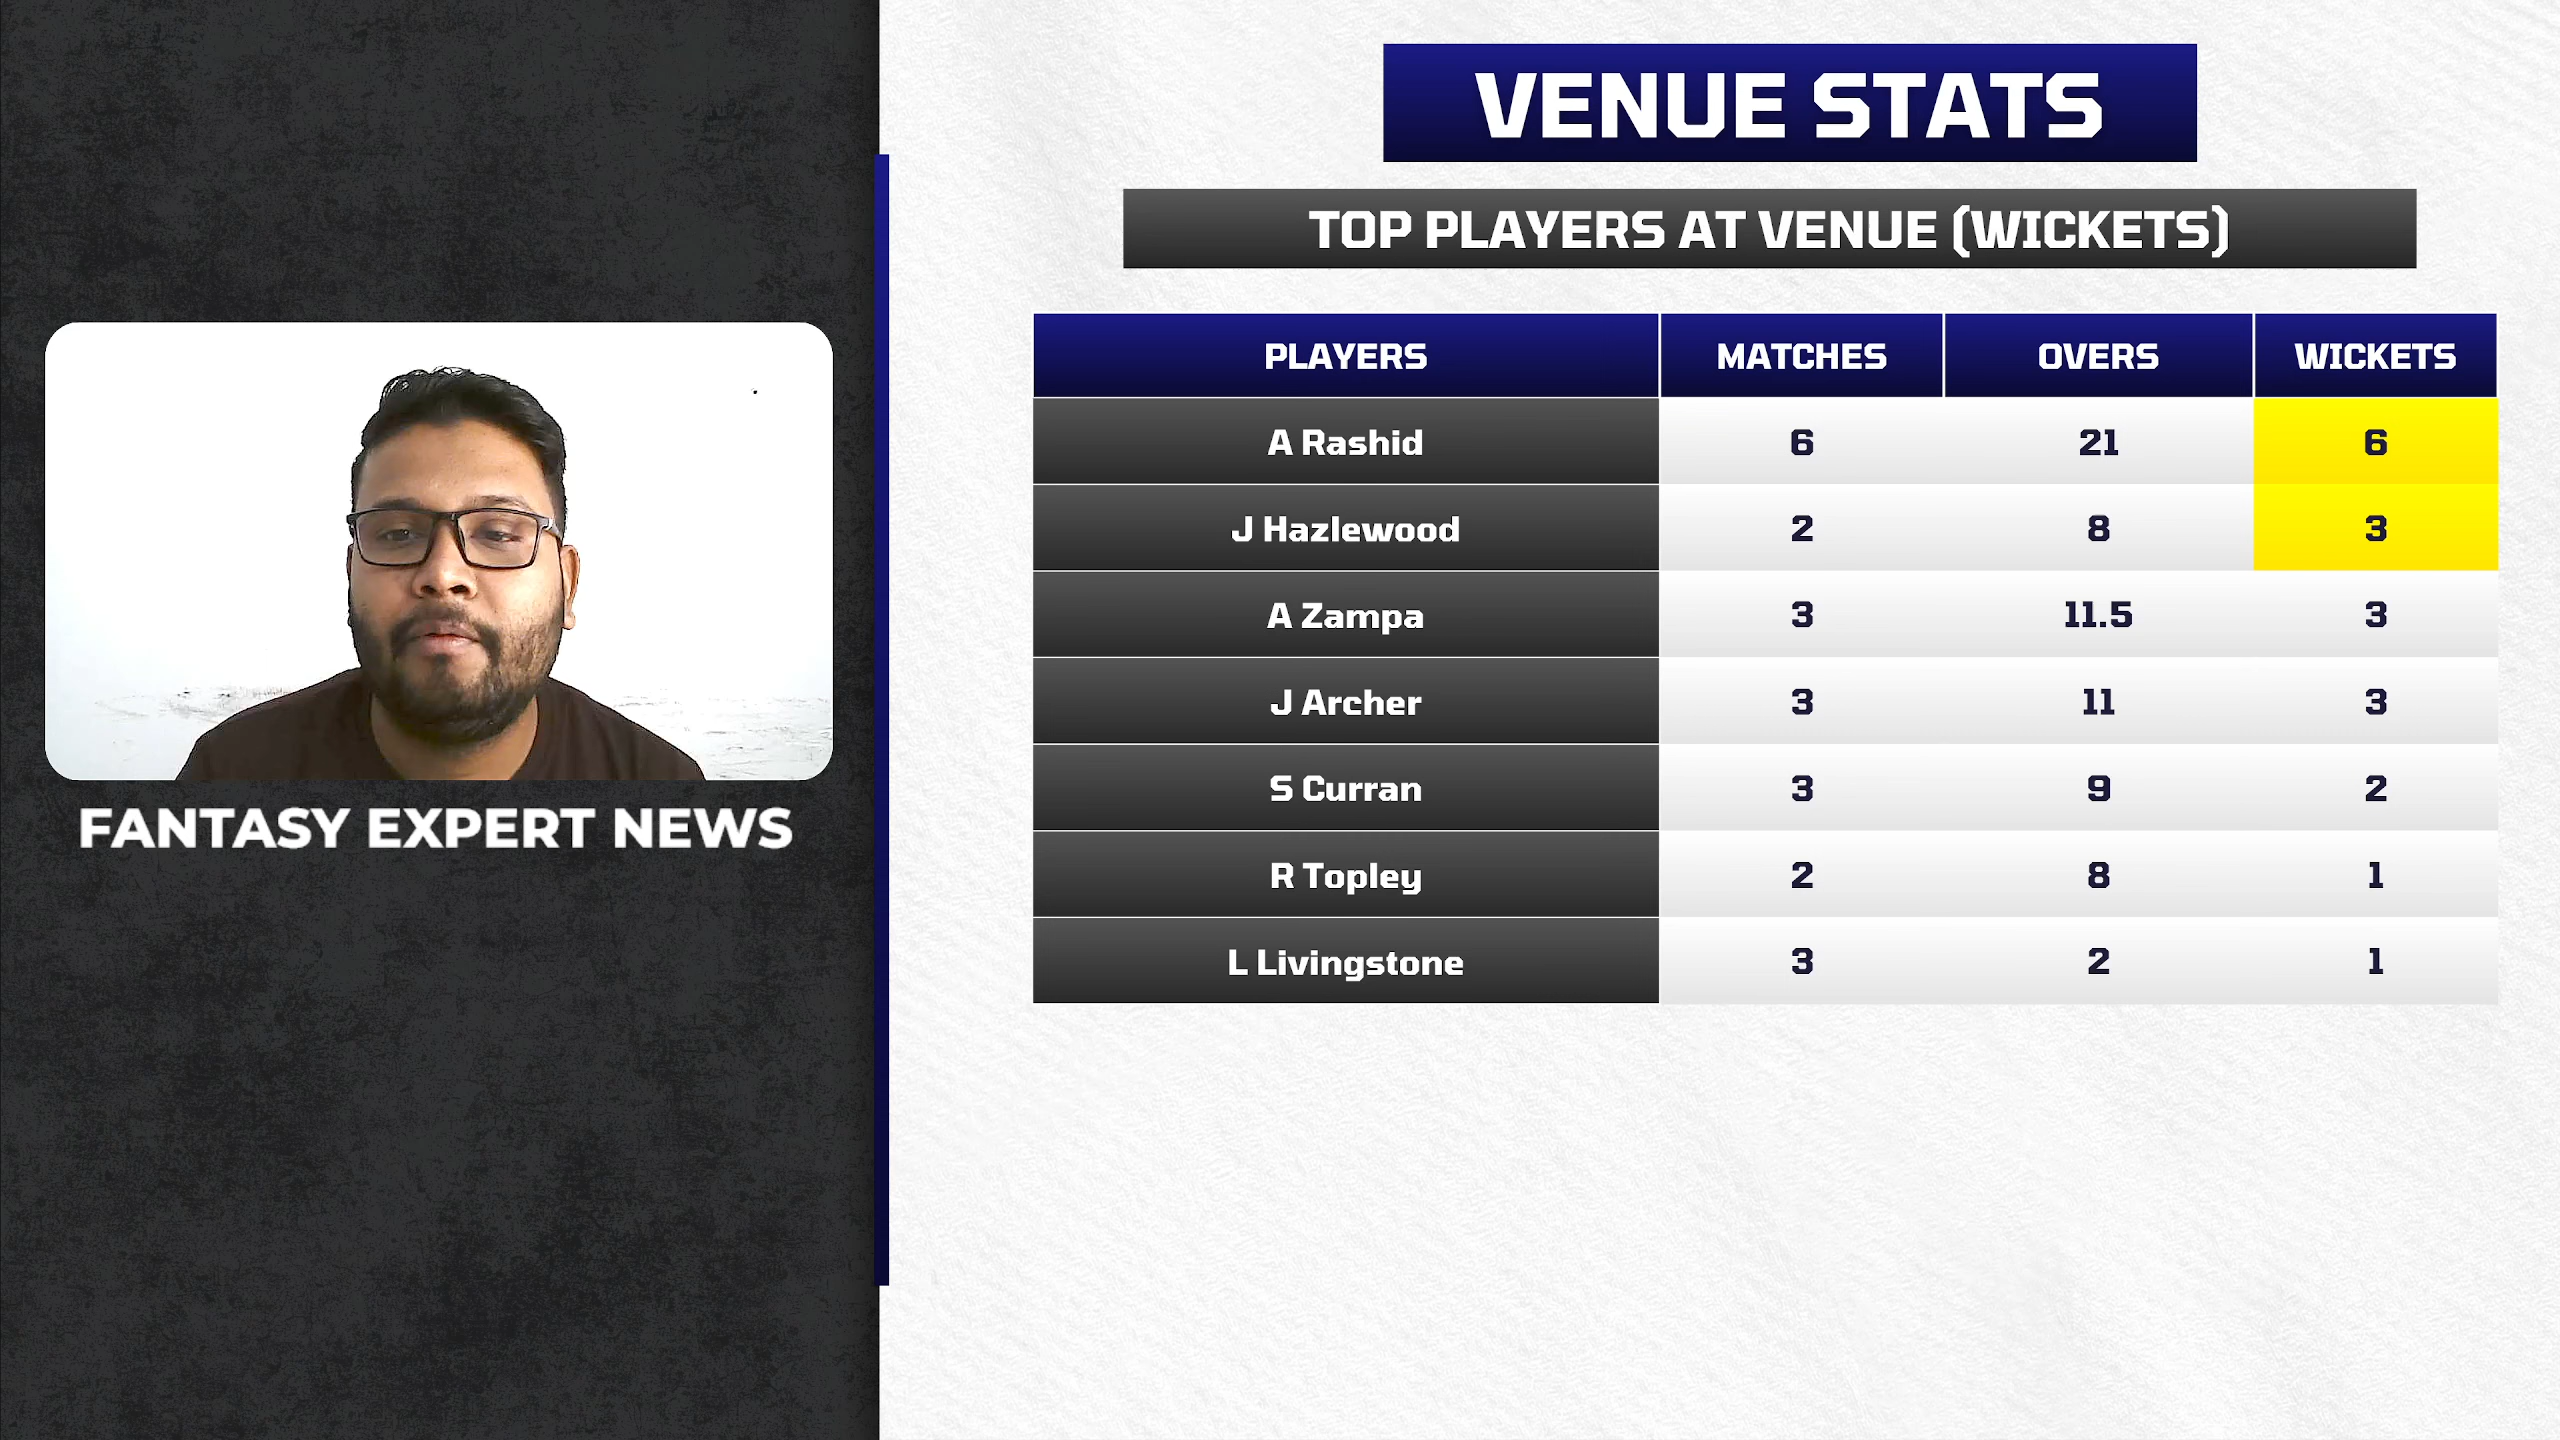 VENUE STATS
TOP PLAYERS AT VENUE (WICKETS)
PLAYERS MATCHES OVERS WICKETS
A Rashid 6 21 6
J Hazlewood 2 8 3
A Zampa 3 11.5 3
J Archer 3 11 3
S Curran 3 9 2
R Topley 2 8 1
L Livingstone 3 2 1
FANTASY EXPERT NEWS